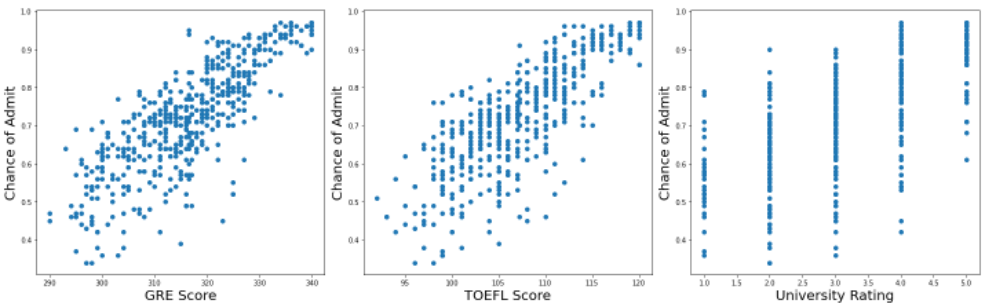 Chance of Admit
1.0
0.9
0.8
0.7
0.6
0.5
0.4
290 300 310 320 330 340
GRE Score
Chance of Admit
1.0
0.9
0.8
0.7
0.6
0.5
0.4
95 100 105 110 115 120
TOEFL Score
Chance of Admit
1.0
0.9
0.8
0.7
0.6
0.5
0.4
1.0 1.5 2.0 2.5 3.0 3.5 4.0 4.5 5.0
University Rating